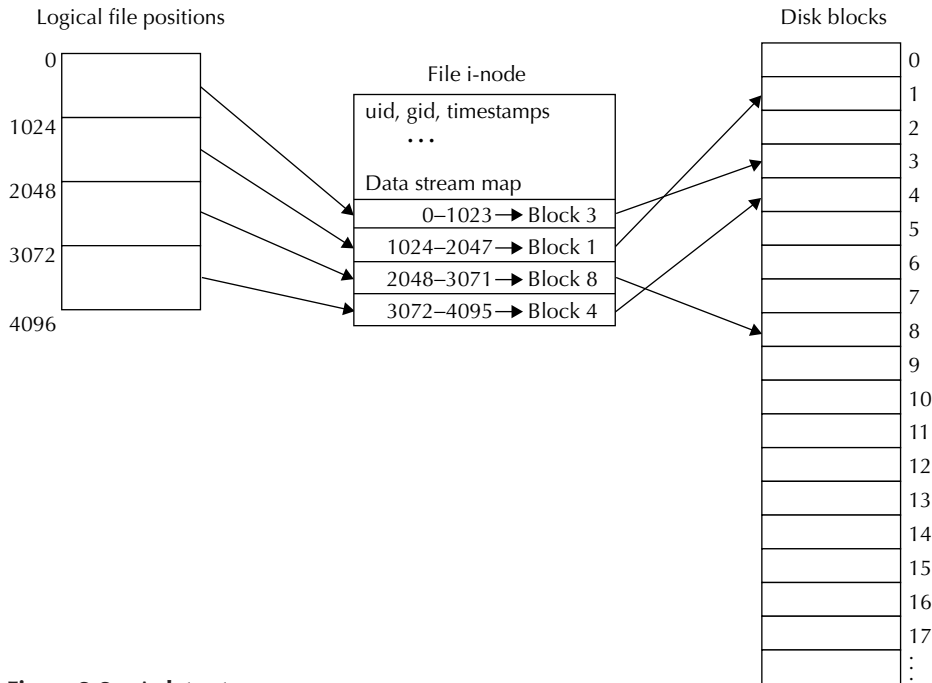 Logical file positions
0
1024
2048
3072
4096
File i-node
uid, gid, timestamps
...
Data stream map
0–1023→ Block 3
1024–2047→ Block 1
2048–3071→ Block 8
3072–4095→ Block 4
Disk blocks
0
1
2
3
4
5
6
7
8
9
10
11
12
13
14
15
16
17
⋮